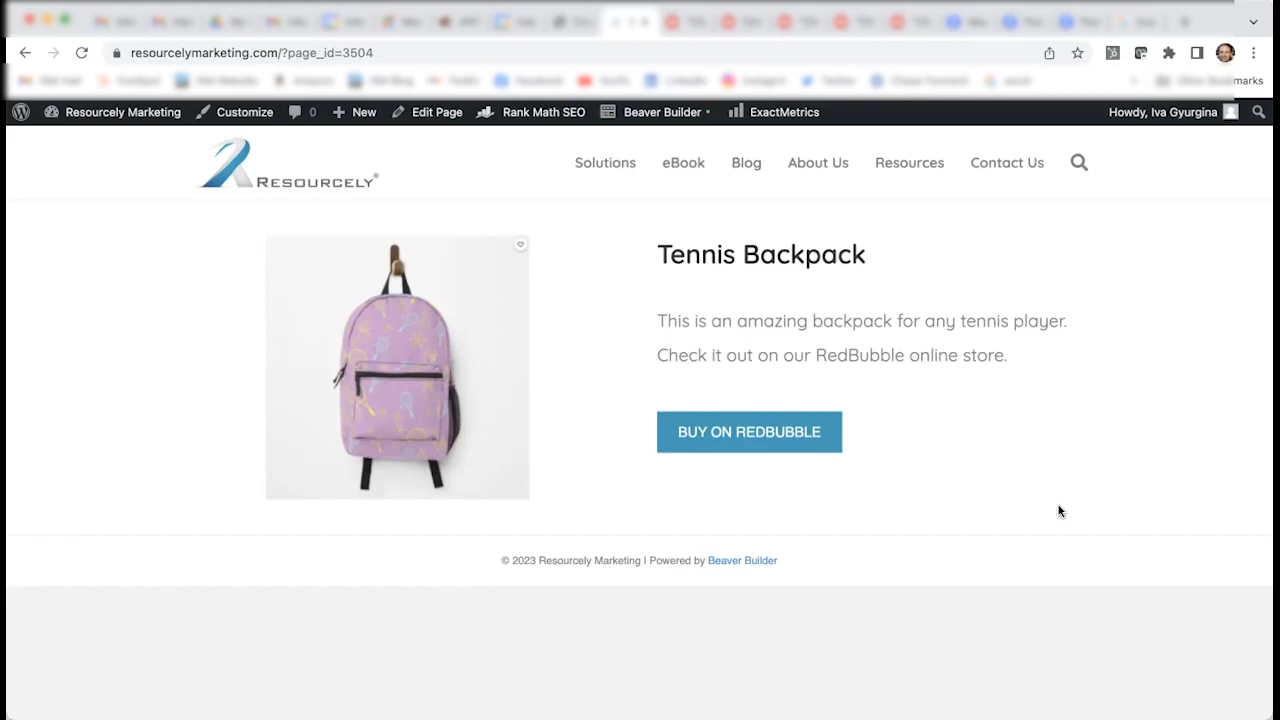 resourcelymarketing.com/?page_id=3504
marks
Resourcely Marketing Customize 0 New Edit Page Rank Math SEO Beaver Builder ExactMetrics Howdy, Iva Gyurgina
RESOURCELY®
Solutions eBook Blog About Us Resources Contact Us
Tennis Backpack
This is an amazing backpack for any tennis player.
Check it out on our RedBubble online store.
BUY ON REDBUBBLE
© 2023 Resourcely Marketing | Powered by Beaver Builder